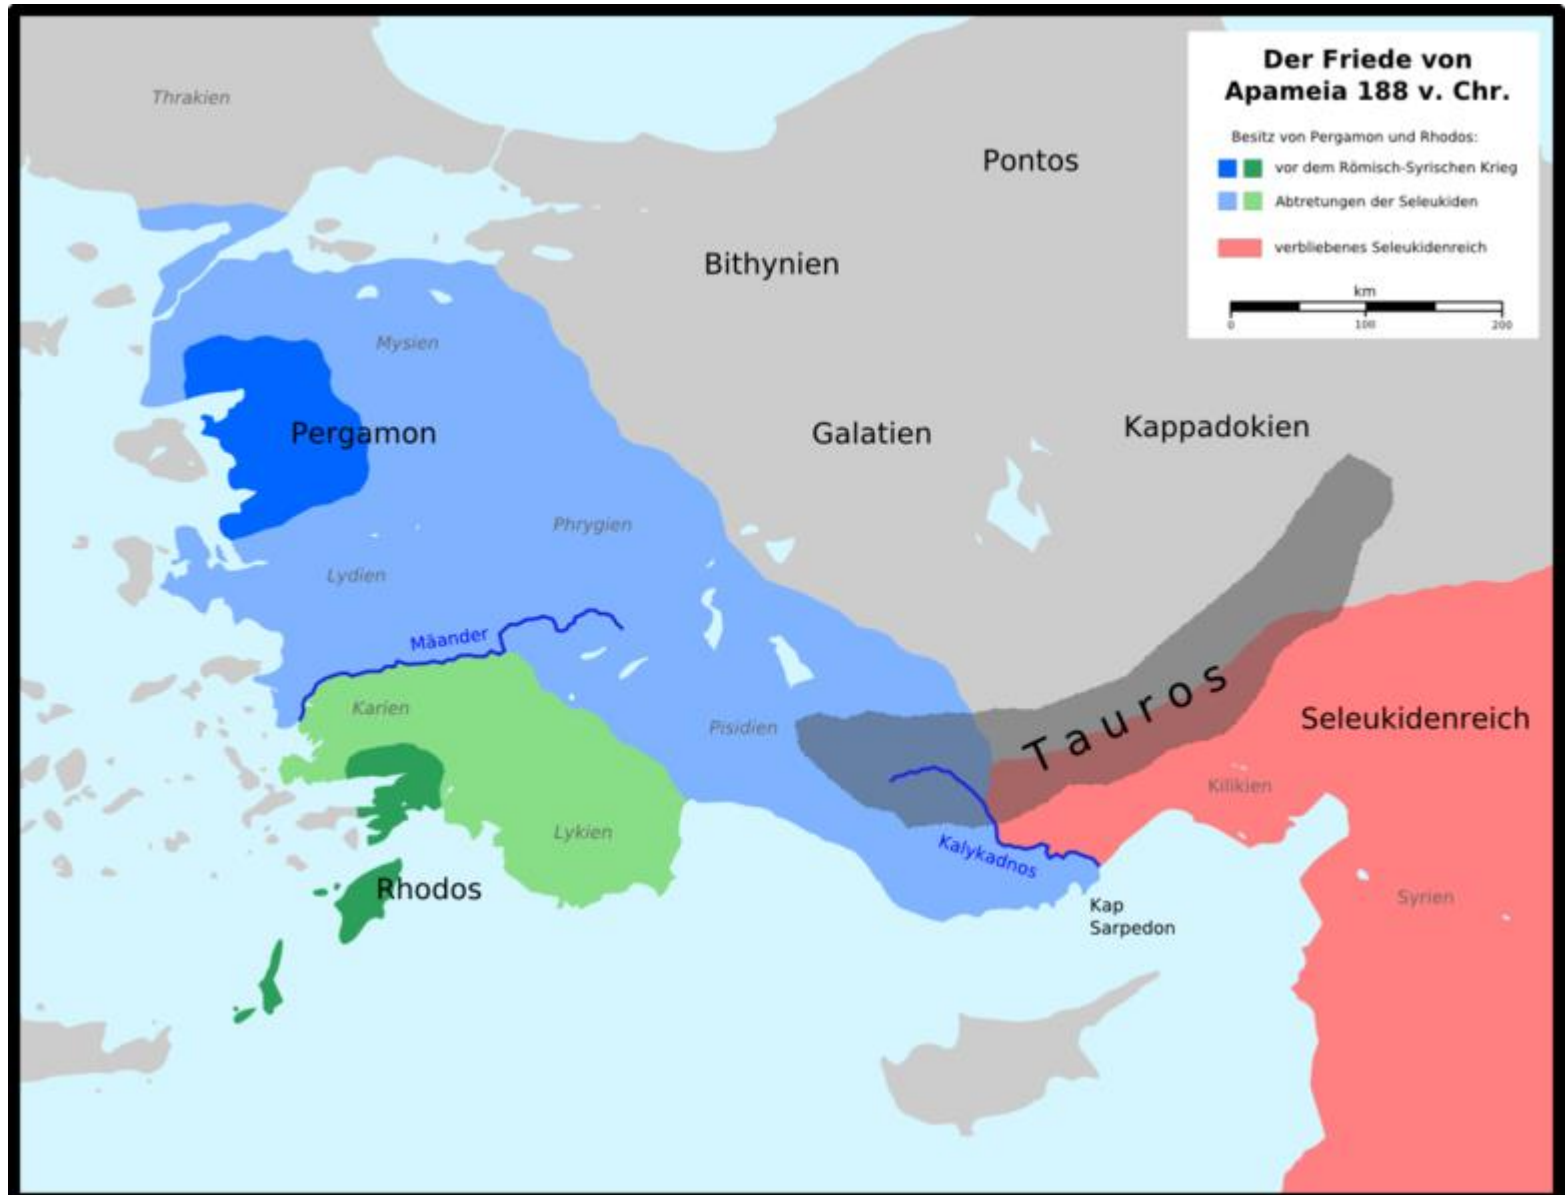 Der Friede von
Apameia 188 v. Chr.
Besitz von Pergamon und Rhodos:
vor dem Römisch-Syrischen Krieg
Abtretungen der Seleukiden
verbliebenes Seleukidenreich
km
0 100 200
Thrakien
Pontos
Bithynien
Mysien
Pergamon
Galatien
Kappadokien
Phrygien
Lydien
Mäander
Karien
Pisidien
Tauros
Seleukidenreich
Kilikien
Lykien
Kalykadnos
Rhodos
Kap
Sarpedon
Syrien